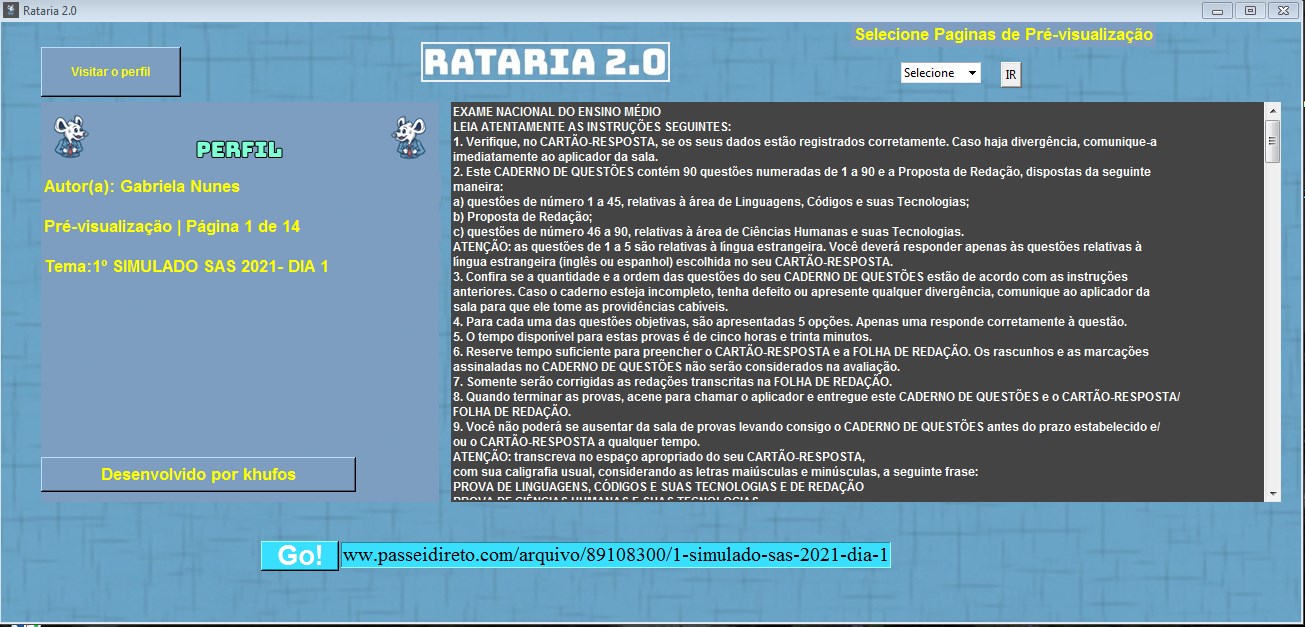 Rataria 2.0
Selecione Paginas de Pré-visualização
Visitar o perfil
RATARIA 2.0
Selecione
IR
PERFIL
Autor(a): Gabriela Nunes
Pré-visualização | Página 1 de 14
Tema:1º SIMULADO SAS 2021- DIA 1
Desenvolvido por khufos
EXAME NACIONAL DO ENSINO MÉDIO
LEIA ATENTAMENTE AS INSTRUÇÕES SEGUINTES:
1. Verifique, no CARTÃO-RESPOSTA, se os seus dados estão registrados corretamente. Caso haja divergência, comunique-a
imediatamente ao aplicador da sala.
2. Este CADERNO DE QUESTÕES contém 90 questões numeradas de 1 a 90 e a Proposta de Redação, dispostas da seguinte
maneira:
a) questões de número 1 a 45, relativas à área de Linguagens, Códigos e suas Tecnologias;
b) Proposta de Redação;
c) questões de número 46 a 90, relativas à área de Ciências Humanas e suas Tecnologias.
ATENÇÃO: as questões de 1 a 5 são relativas à língua estrangeira. Você deverá responder apenas às questões relativas à
língua estrangeira (inglês ou espanhol) escolhida no seu CARTÃO-RESPOSTA.
3. Confira se a quantidade e a ordem das questões do seu CADERNO DE QUESTÕES estão de acordo com as instruções
anteriores. Caso o caderno esteja incompleto, tenha defeito ou apresente qualquer divergência, comunique ao aplicador da
sala para que ele tome as providências cabíveis.
4. Para cada uma das questões objetivas, são apresentadas 5 opções. Apenas uma responde corretamente à questão.
5. O tempo disponível para estas provas é de cinco horas e trinta minutos.
6. Reserve tempo suficiente para preencher o CARTÃO-RESPOSTA e a FOLHA DE REDAÇÃO. Os rascunhos e as marcações
assinaladas no CADERNO DE QUESTÕES não serão considerados na avaliação.
7. Somente serão corrigidas as redações transcritas na FOLHA DE REDAÇÃO.
8. Quando terminar as provas, acene para chamar o aplicador e entregue este CADERNO DE QUESTÕES e o CARTÃO-RESPOSTA/
FOLHA DE REDAÇÃO.
9. Você não poderá se ausentar da sala de provas levando consigo o CADERNO DE QUESTÕES antes do prazo estabelecido e/
ou o CARTÃO-RESPOSTA a qualquer tempo.
ATENÇÃO: transcreva no espaço apropriado do seu CARTÃO-RESPOSTA,
com sua caligrafia usual, considerando as letras maiúsculas e minúsculas, a seguinte frase:
PROVA DE LINGUAGENS, CÓDIGOS E SUAS TECNOLOGIAS E DE REDAÇÃO
PROVA DE CIÊNCIAS HUMANAS E SUAS TECNOLOGIAS
Go!
ww.passeidireto.com/arquivo/89108300/1-simulado-sas-2021-dia-1